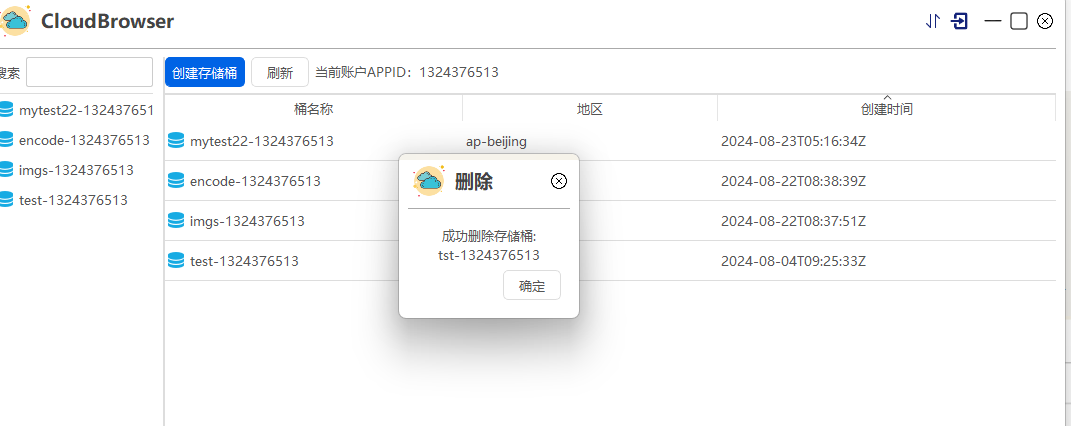 CloudBrowser
搜索 创建存储桶 刷新 当前账户APPID：1324376513
桶名称 地区 创建时间
mytest22-132437651
encode-1324376513
imgs-1324376513
test-1324376513
mytest22-1324376513 ap-beijing 2024-08-23T05:16:34Z
encode-1324376513 2024-08-22T08:38:39Z
imgs-1324376513 2024-08-22T08:37:51Z
test-1324376513 2024-08-04T09:25:33Z
删除
成功删除存储桶:
tst-1324376513
确定